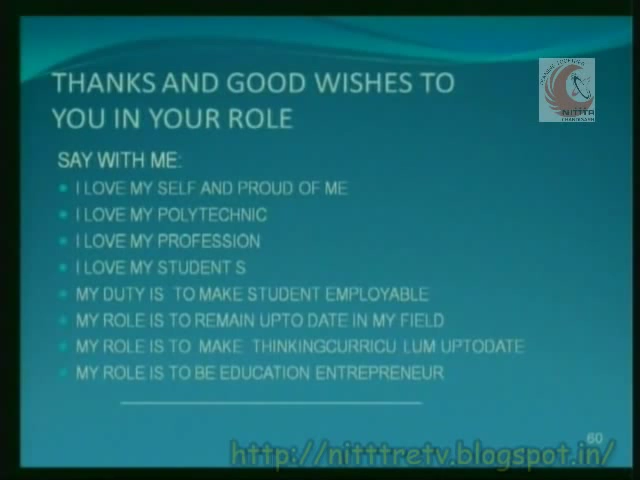 THANKS AND GOOD WISHES TO
YOU IN YOUR ROLE
NITTTR
CHANDIGARH
SAY WITH ME:
I LOVE MY SELF AND PROUD OF ME
I LOVE MY POLYTECHNIC
I LOVE MY PROFESSION
I LOVE MY STUDENT S
MY DUTY IS TO MAKE STUDENT EMPLOYABLE
MY ROLE IS TO REMAIN UPTO DATE IN MY FIELD
MY ROLE IS TO MAKE THINKINGCURRICU LUM UPTODATE
MY ROLE IS TO BE EDUCATION ENTREPRENEUR
60
http://nitttretv.blogspot.in/